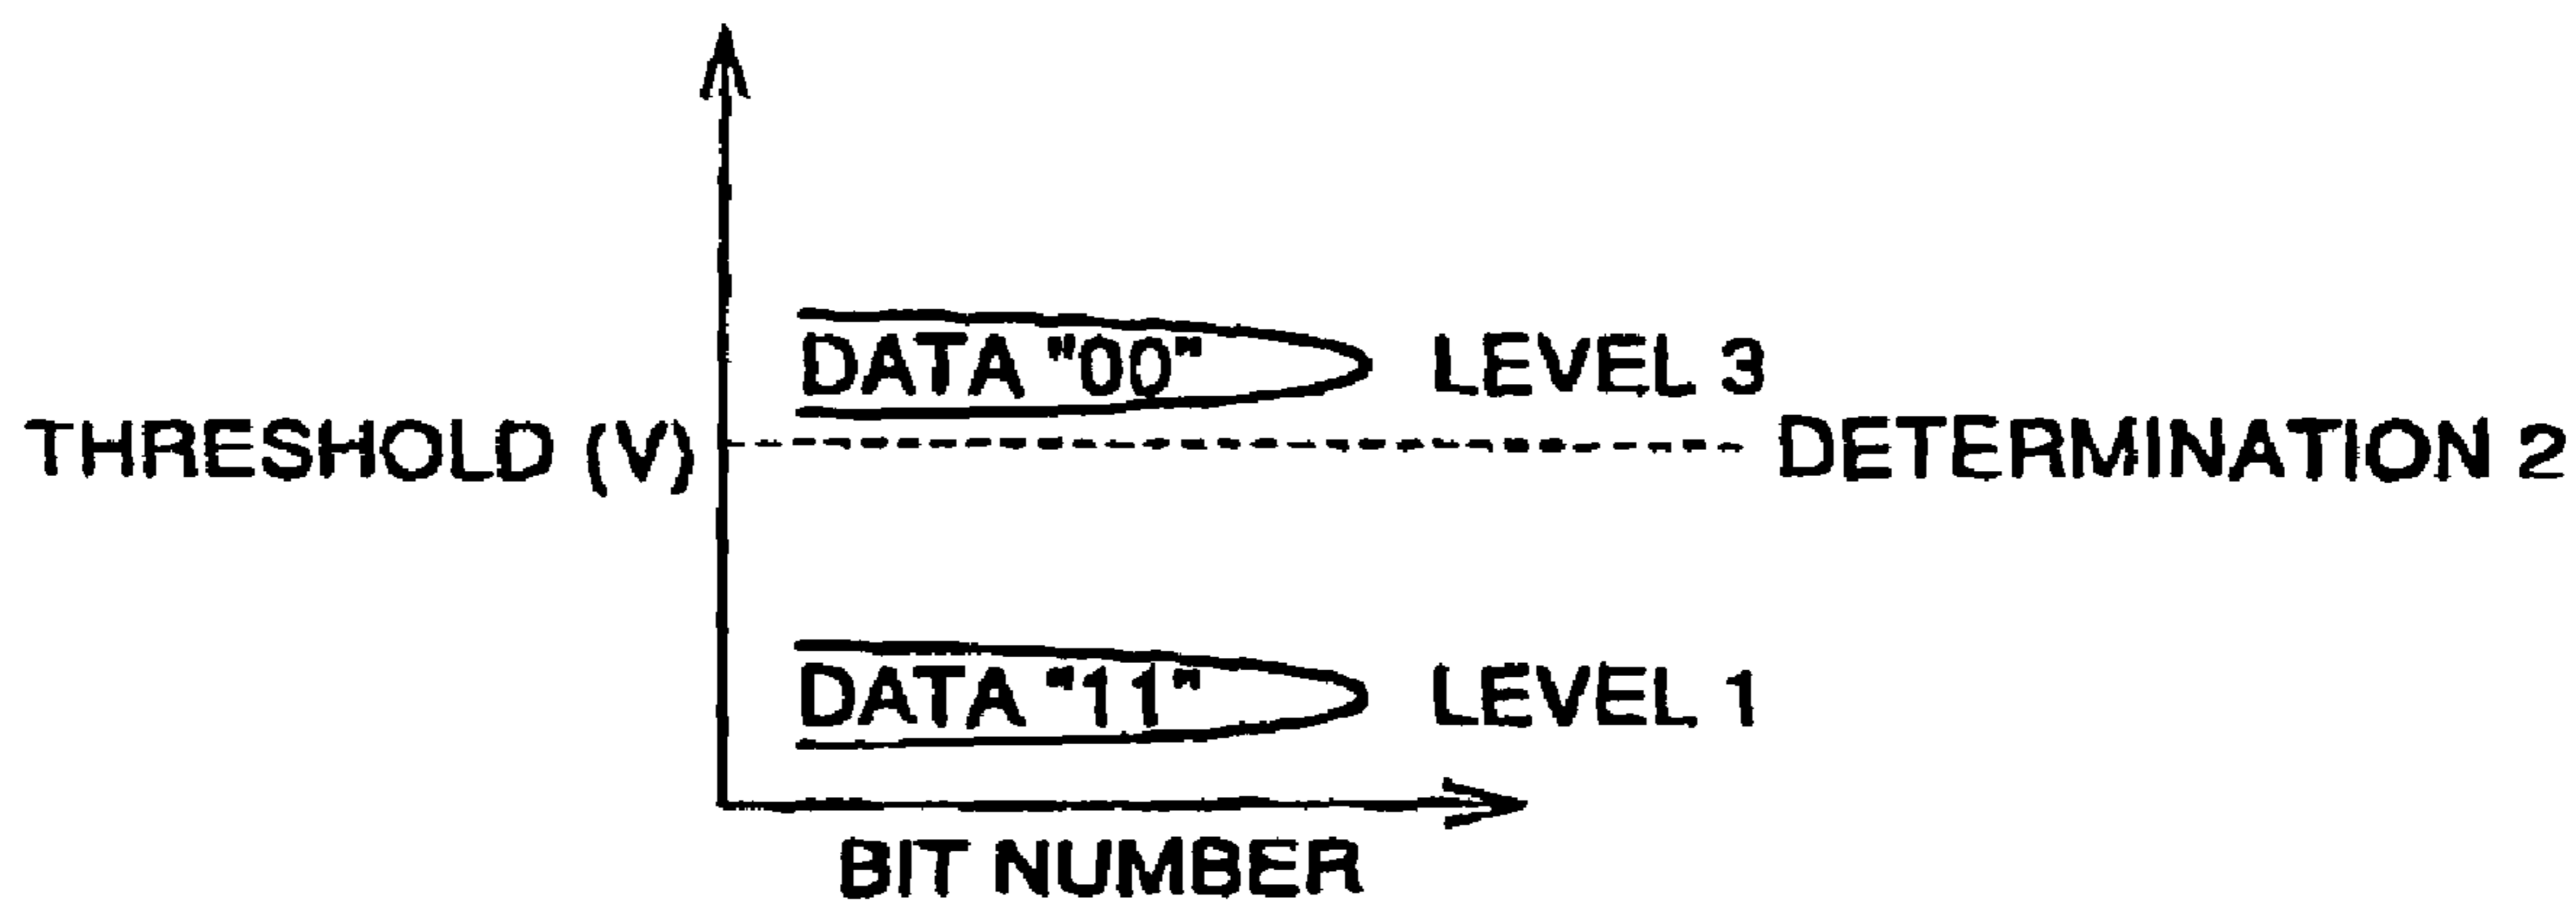 DATA "00" LEVEL 3
THRESHOLD (V) DETERMINATION 2
DATA "11" LEVEL 1
BIT NUMBER